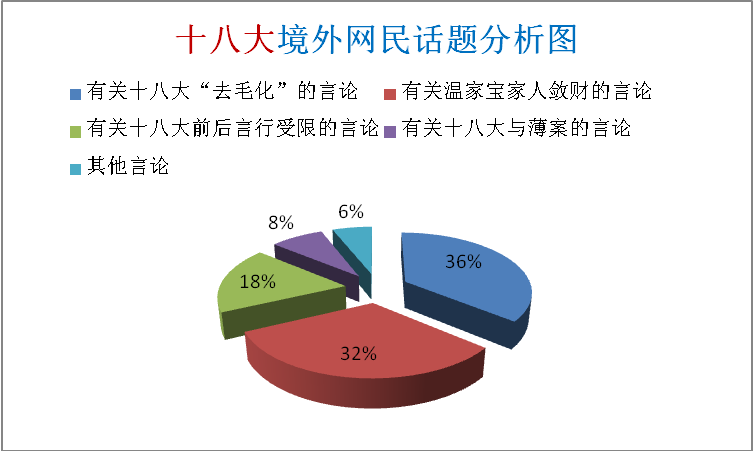 十八大境外网民话题分析图
有关十八大“去毛化”的言论 有关温家宝家人敛财的言论
有关十八大前后言行受限的言论 有关十八大与薄案的言论
其他言论
6%
8%
36%
18%
32%